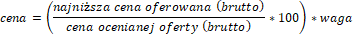 cena = (najniższa cena oferowana (brutto) / cena ocenianej oferty (brutto) * 100) * waga